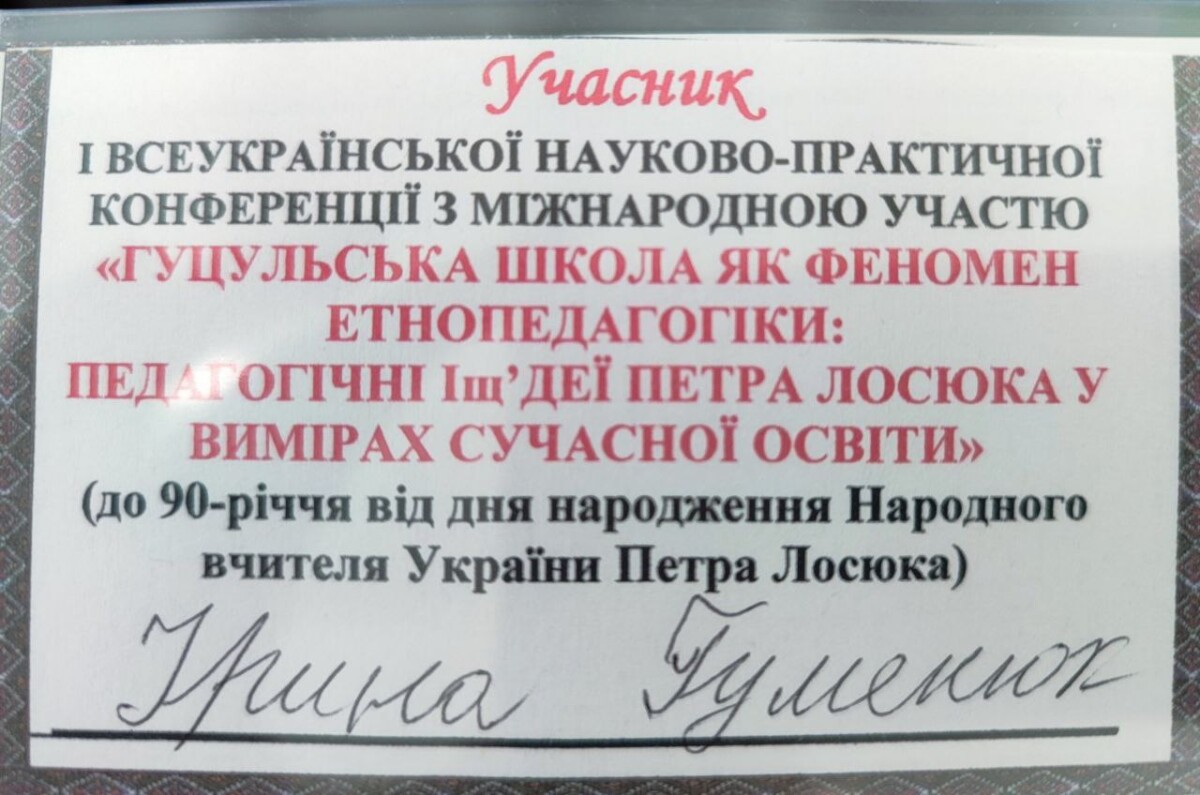 Учасник
І ВСЕУКРАЇНСЬКОЇ НАУКОВО-ПРАКТИЧНОЇ
КОНФЕРЕНЦІЇ З МІЖНАРОДНОЮ УЧАСТЮ
«ГУЦУЛЬСЬКА ШКОЛА ЯК ФЕНОМЕН
ЕТНОПЕДАГОГІКИ:
ПЕДАГОГІЧНІ Iщ’ДЕЇ ПЕТРА ЛОСЮКА У
ВИМІРАХ СУЧАСНОЇ ОСВІТИ»
(до 90-річчя від дня народження Народного
вчителя України Петра Лосюка)
Ірина Гуменюк